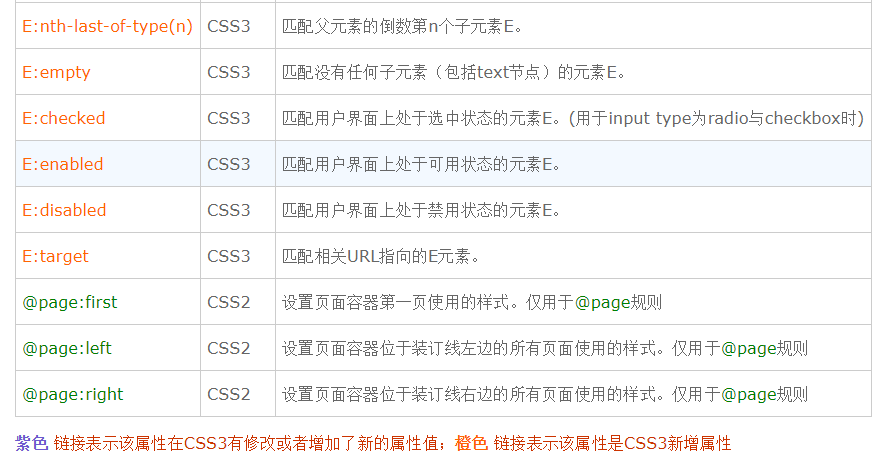 E:nth-last-of-type(n) CSS3 匹配父元素的倒数第n个子元素E。
E:empty CSS3 匹配没有任何子元素（包括text节点）的元素E。
E:checked CSS3 匹配用户界面上处于选中状态的元素E。(用于input type为radio与checkbox时)
E:enabled CSS3 匹配用户界面上处于可用状态的元素E。
E:disabled CSS3 匹配用户界面上处于禁用状态的元素E。
E:target CSS3 匹配相关URL指向的E元素。
@page:first CSS2 设置页面容器第一页使用的样式。仅用于@page规则
@page:left CSS2 设置页面容器位于装订线左边的所有页面使用的样式。仅用于@page规则
@page:right CSS2 设置页面容器位于装订线右边的所有页面使用的样式。仅用于@page规则
紫色 链接表示该属性在CSS3有修改或者增加了新的属性值；橙色 链接表示该属性是CSS3新增属性